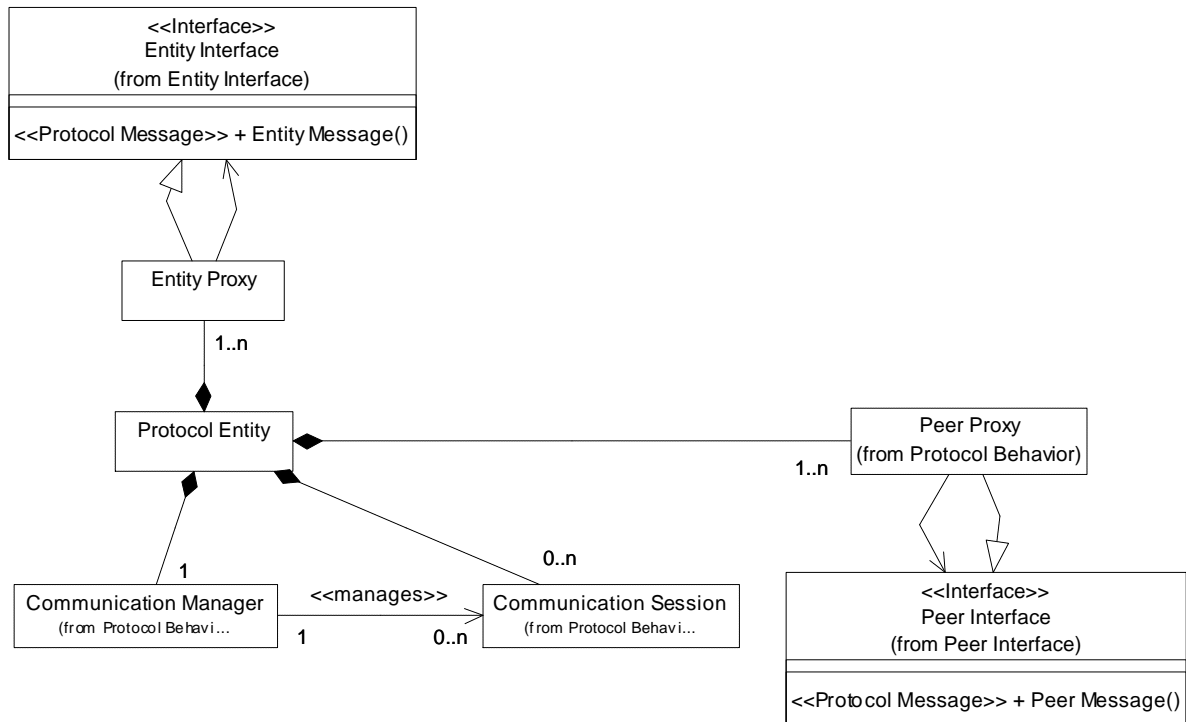 <<Interface>>
Entity Interface
(from Entity Interface)
<<Protocol Message>> + Entity Message()
Entity Proxy
1..n
Protocol Entity
Peer Proxy
(from Protocol Behavior)
1..n
0..n
1
Communication Manager
(from Protocol Behavi...
<<manages>>
1
0..n
Communication Session
(from Protocol Behavi...
<<Interface>>
Peer Interface
(from Peer Interface)
<<Protocol Message>> + Peer Message()